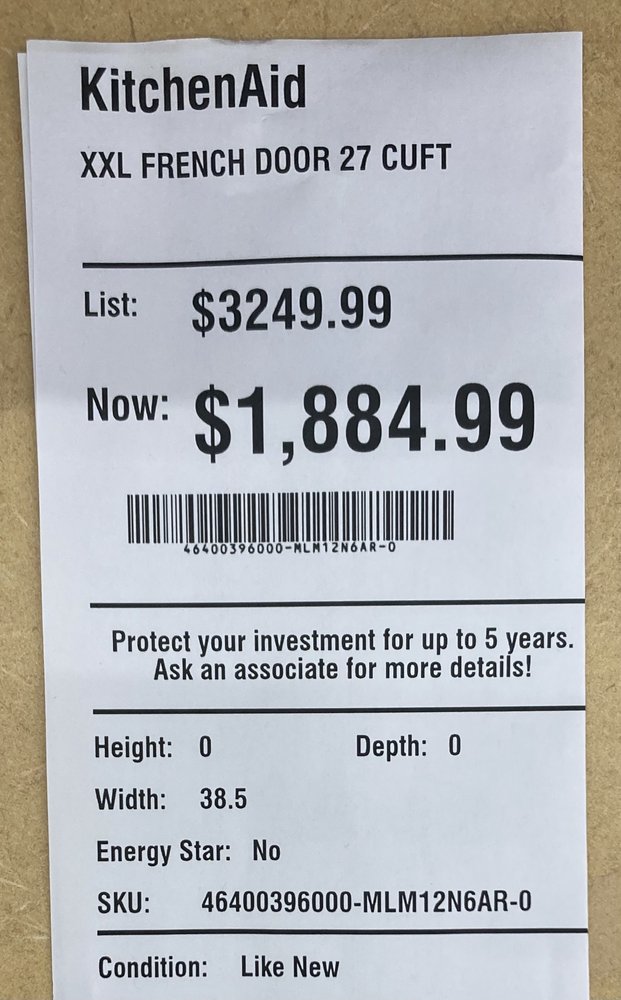 KitchenAid
XXL FRENCH DOOR 27 CUFT
List: $3249.99
Now: $1,884.99
46400396000-MLM12N6AR-0
Protect your investment for up to 5 years.
Ask an associate for more details!
Height: 0 Depth: 0
Width: 38.5
Energy Star: No
SKU: 46400396000-MLM12N6AR-0
Condition: Like New